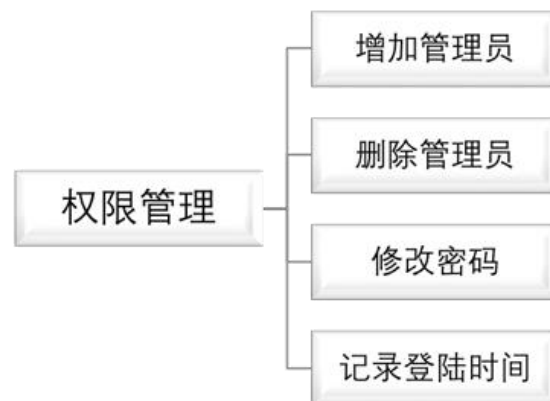 增加管理员
删除管理员
权限管理
修改密码
记录登陆时间